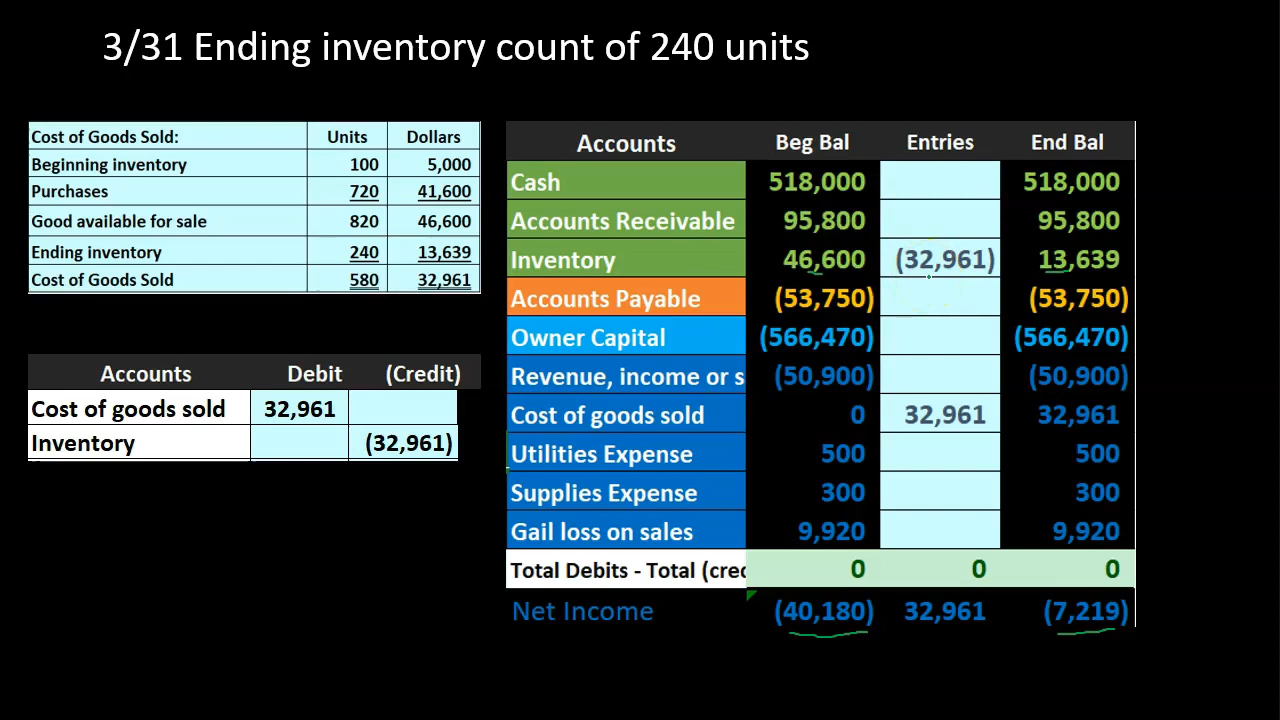 3/31 Ending inventory count of 240 units
Cost of Goods Sold: Units Dollars
Beginning inventory 100 5,000
Purchases 720 41,600
Good available for sale 820 46,600
Ending inventory 240 13,639
Cost of Goods Sold 580 32,961
Accounts Debit (Credit)
Cost of goods sold 32,961
Inventory (32,961)
Accounts Beg Bal Entries End Bal
Cash 518,000 518,000
Accounts Receivable 95,800 95,800
Inventory 46,600 (32,961) 13,639
Accounts Payable (53,750) (53,750)
Owner Capital (566,470) (566,470)
Revenue, income or s (50,900) (50,900)
Cost of goods sold 0 32,961 32,961
Utilities Expense 500 500
Supplies Expense 300 300
Gail loss on sales 9,920 9,920
Total Debits - Total (cred 0 0 0
Net Income (40,180) 32,961 (7,219)